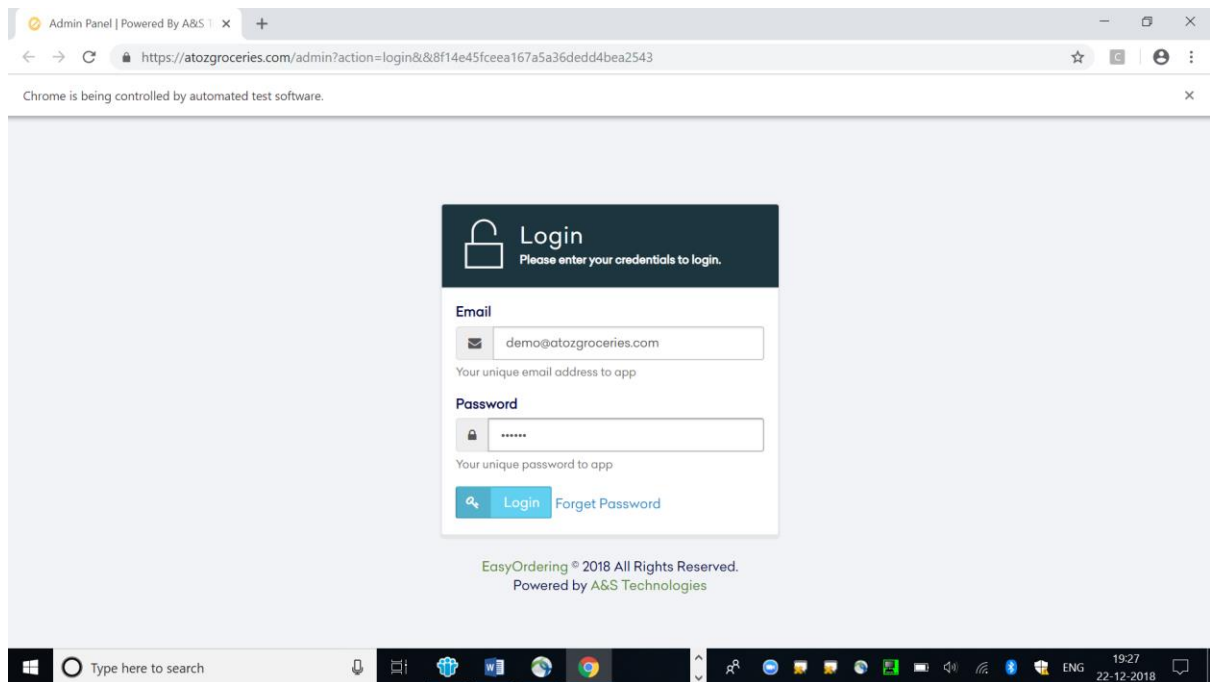 Admin Panel | Powered By A&S T
https://atozgroceries.com/admin?action=login&&8f14e45fceea167a5a36dedd4bea2543
Chrome is being controlled by automated test software.
Login
Please enter your credentials to login.
Email
demo@atozgroceries.com
Your unique email address to app
Password
••••••
Your unique password to app
Login Forget Password
EasyOrdering © 2018 All Rights Reserved.
Powered by A&S Technologies
Type here to search
ENG
19:27
22-12-2018